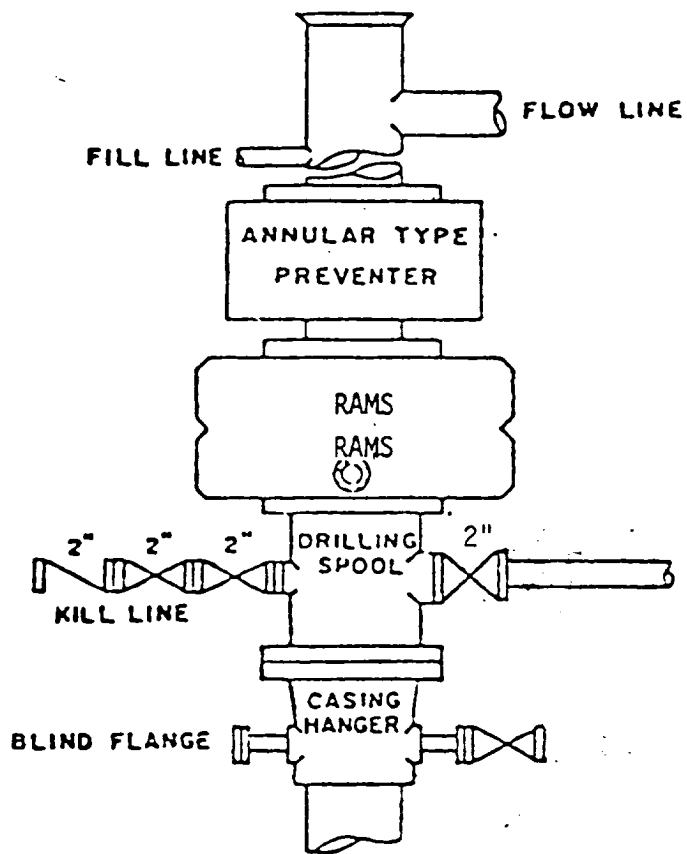 FLOW LINE
FILL LINE
ANNULAR TYPE
PREVENTER
RAMS
RAMS
2" 2" 2"
DRILLING
SPOOL
2"
KILL LINE
CASING
HANGER
BLIND FLANGE